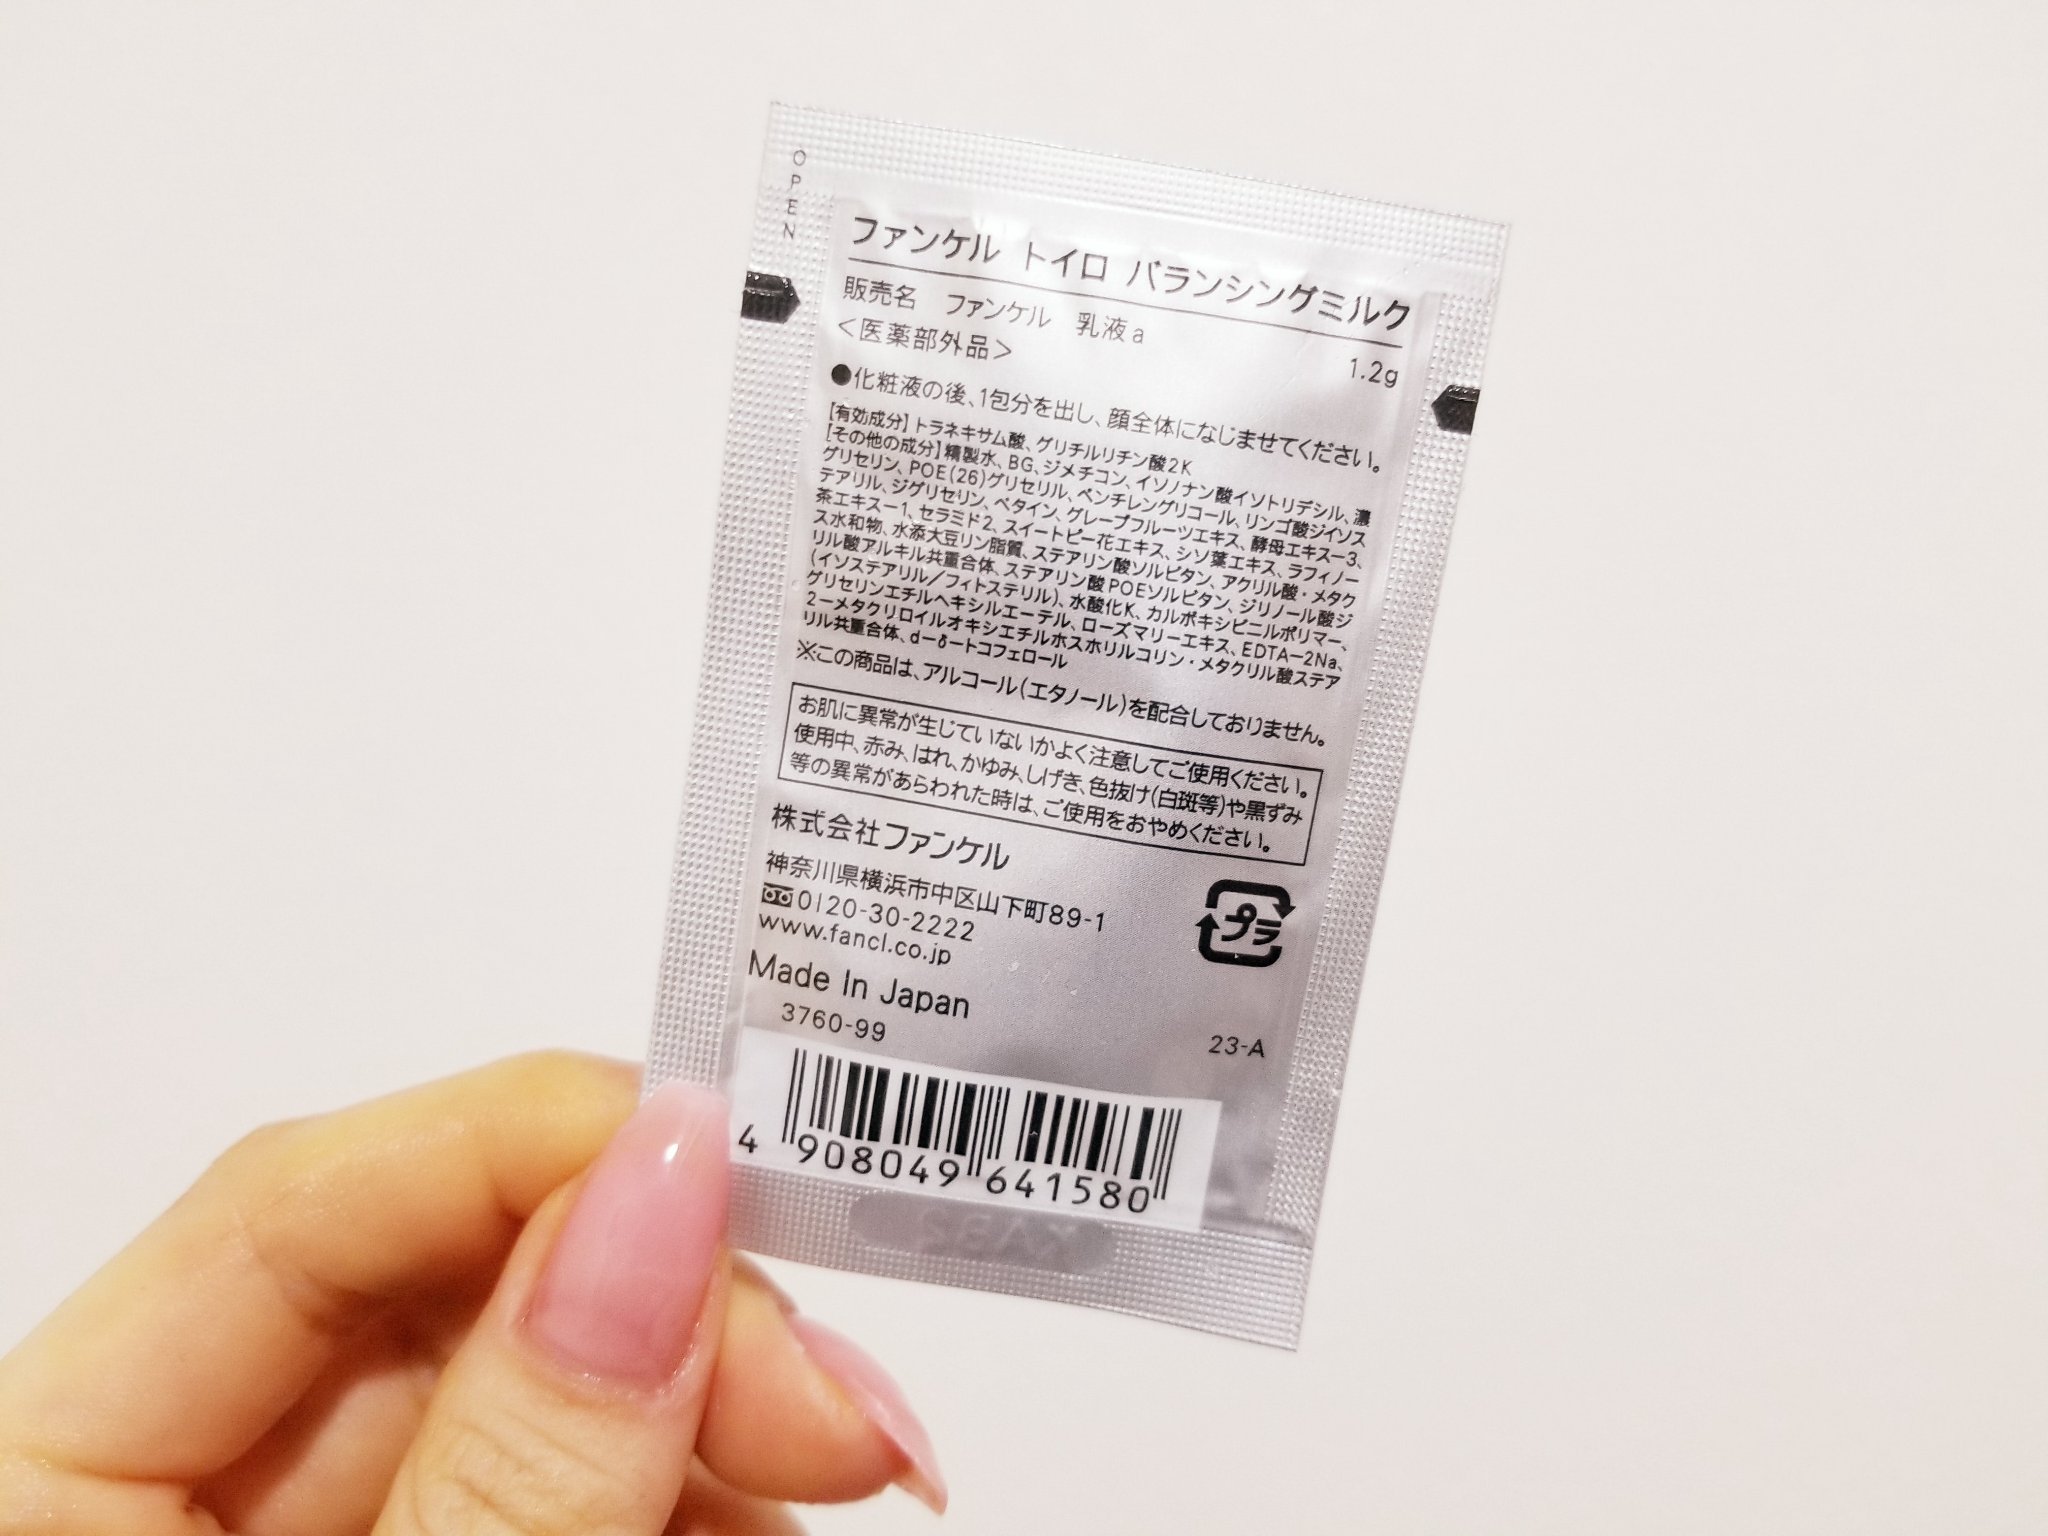 OPEN
ファンケル トイロ バランシングミルク
販売名 ファンケル 乳液a
<医薬部外品>
1.2g
●化粧液の後、1包分を出し、顔全体になじませてください。
【有効成分】トラネキサム酸、グリチルリチン酸2K
【その他の成分】精製水、BG、ジメチコン、イソノナン酸イソトリデシル、濃
グリセリン、POE(26)グリセリル、ペンチレングリコール、リンゴ酸ジイソス
テアリル、ジグリセリン、ベタイン、グレープフルーツエキス、酵母エキス－3、
茶エキス－1、セラミド2、スイートピー花エキス、シソ葉エキス、ラフィノー
ス水和物、水添大豆リン脂質、ステアリン酸ソルビタン、アクリル酸・メタク
リル酸アルキル共重合体、ステアリン酸POEソルビタン、ジリノール酸ジ
(イソステアリル／フィトステリル)、水酸化K、カルボキシビニルポリマー、
グリセリンエチルヘキシルエーテル、ローズマリーエキス、EDTA－2Na、
2－メタクリロイルオキシエチルホスホリルコリン・メタクリル酸ステア
リル共重合体、d－δ－トコフェロール
※この商品は、アルコール(エタノール)を配合しておりません。
お肌に異常が生じていないかよく注意してご使用ください。
使用中、赤み、はれ、かゆみ、しげき、色抜け(白斑等)や黒ずみ
等の異常があらわれた時は、ご使用をおやめください。
株式会社ファンケル
神奈川県横浜市中区山下町89-1
0120-30-2222
www.fancl.co.jp
プラ
Made In Japan
3760-99
23-A
4 908049 641580